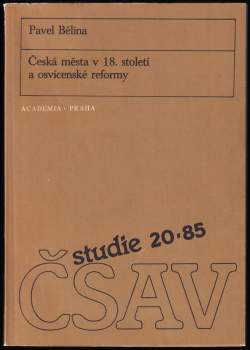 Pavel Bělina
Česká města v 18. století
a osvícenské reformy
ACADEMIA · PRAHA
studie 20·85
ČSAV